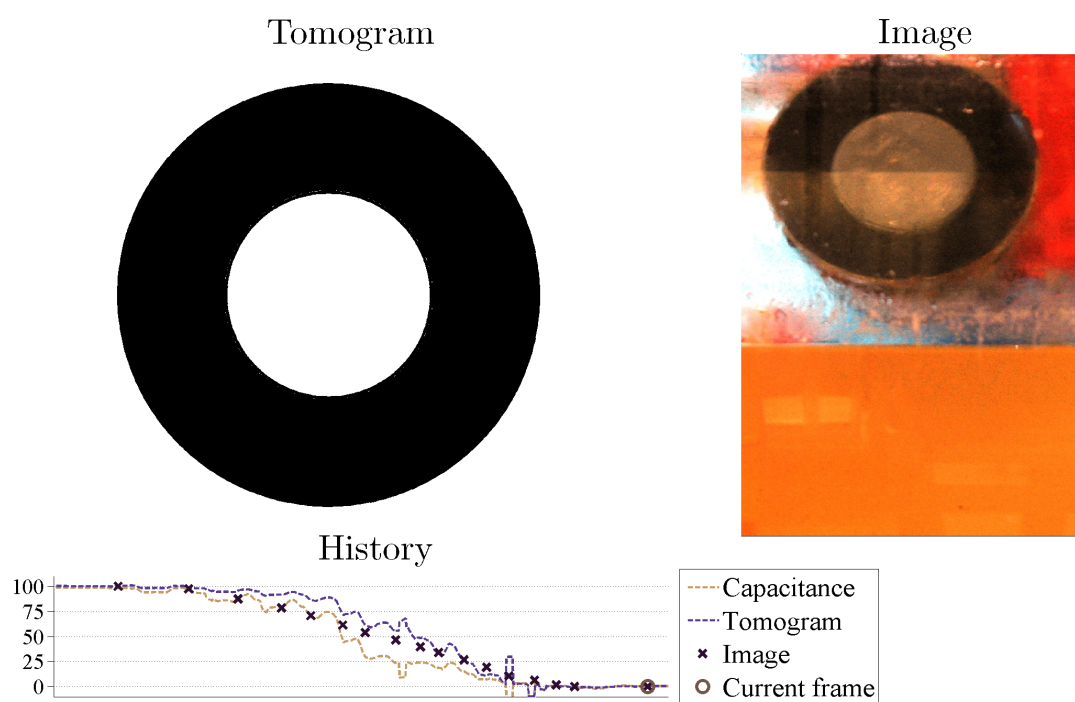 Tomogram
Image
History
100
75
50
25
0
Capacitance
Tomogram
Image
Current frame